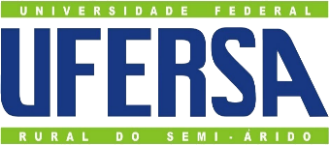 UNIVERSIDADE FEDERAL
UFERSA
RURAL DO SEMI-ÁRIDO